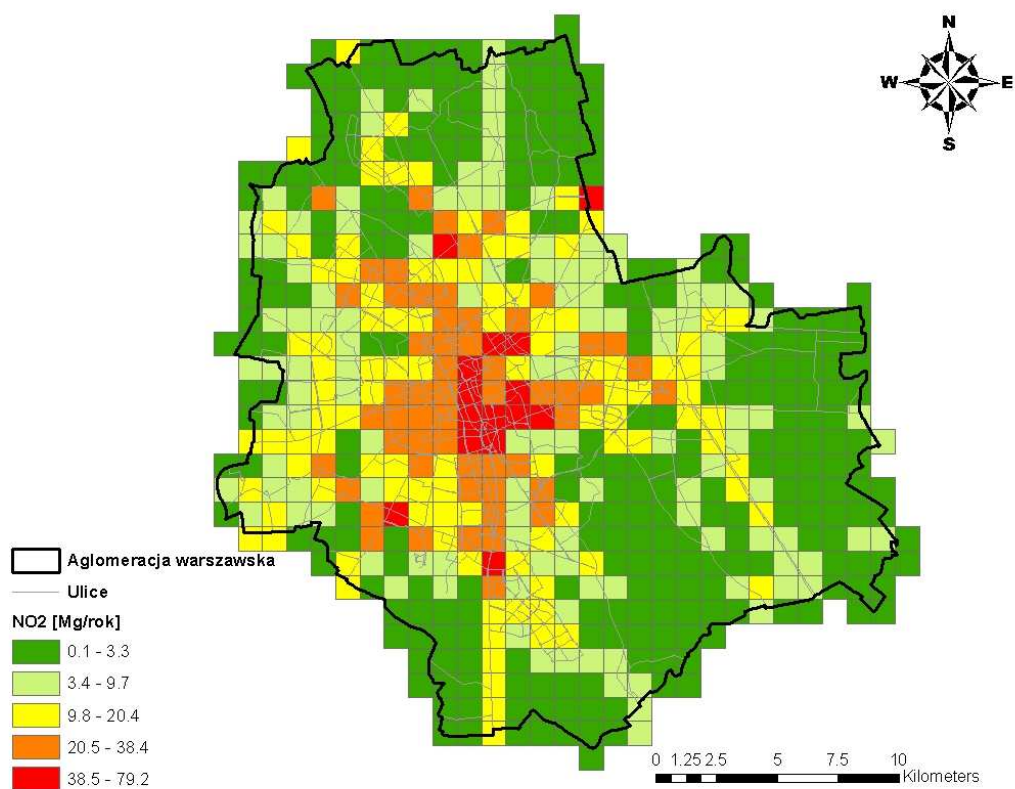 N
W E
S
Aglomeracja warszawska
Ulice
NO2 [Mg/rok]
0.1 - 3.3
3.4 - 9.7
9.8 - 20.4
20.5 - 38.4
38.5 - 79.2
0 1.25 2.5 5 7.5 10
Kilometers